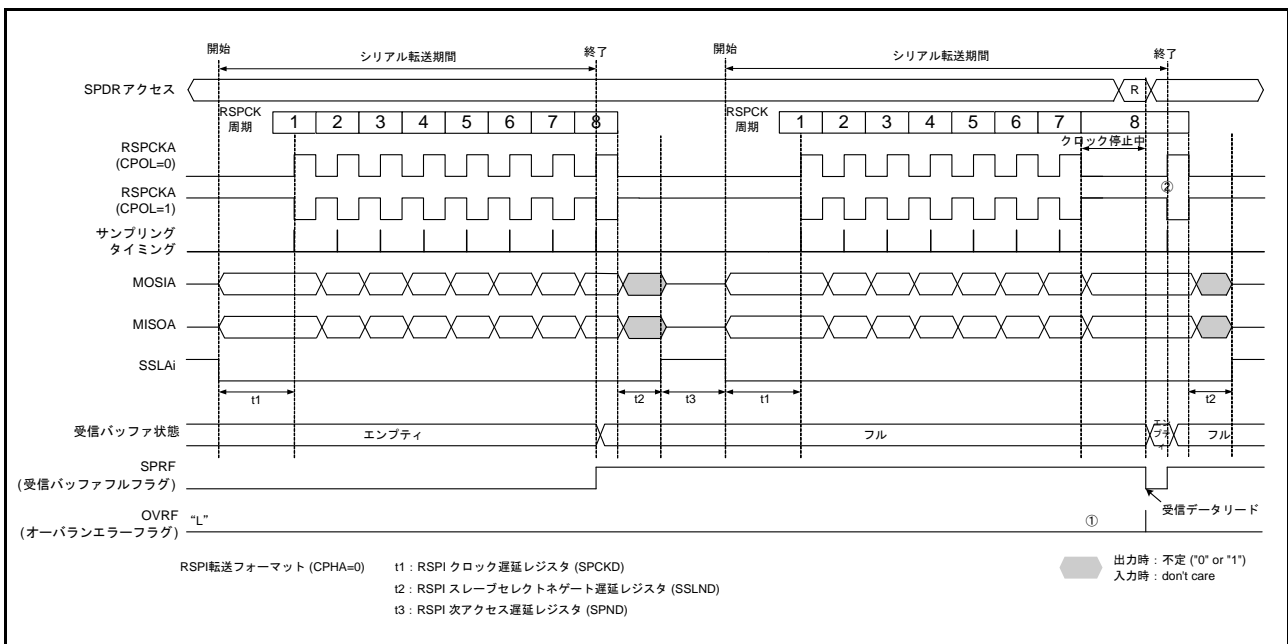 開始
シリアル転送期間
終了
開始
シリアル転送期間
終了
SPDRアクセス
R
RSPCK
周期
1 2 3 4 5 6 7 8
RSPCK
周期
1 2 3 4 5 6 7 8
クロック停止中
RSPCKA
(CPOL=0)
RSPCKA
(CPOL=1)
②
サンプリング
タイミング
MOSIA
MISOA
SSLAi
t1
t2
t3
t1
t2
受信バッファ状態
エンプティ
フル
エンプティ
フル
SPRF
(受信バッファフルフラグ)
受信データリード
OVRF
(オーバランエラーフラグ)
“L”
①
RSPI転送フォーマット (CPHA=0)
t1：RSPI クロック遅延レジスタ (SPCKD)
t2：RSPI スレーブセレクトネゲート遅延レジスタ (SSLND)
t3：RSPI 次アクセス遅延レジスタ (SPND)
出力時：不定 ("0" or "1")
入力時：don't care